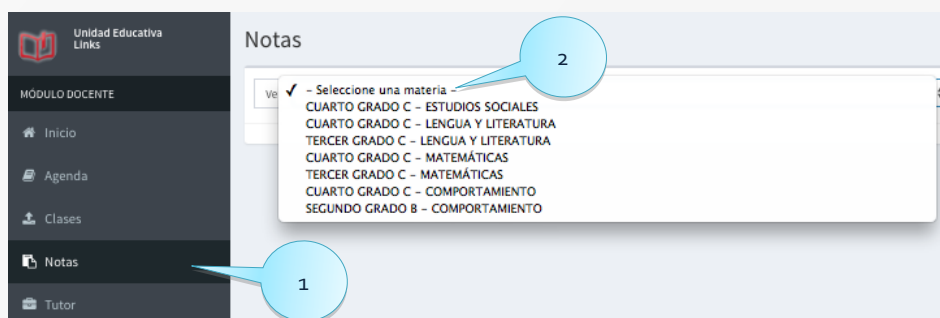 Unidad Educativa
Links
MÓDULO DOCENTE
Inicio
Agenda
Clases
Notas
Tutor
Notas
2
Ve
✓ – Seleccione una materia –
CUARTO GRADO C – ESTUDIOS SOCIALES
CUARTO GRADO C – LENGUA Y LITERATURA
TERCER GRADO C – LENGUA Y LITERATURA
CUARTO GRADO C – MATEMÁTICAS
TERCER GRADO C – MATEMÁTICAS
CUARTO GRADO C – COMPORTAMIENTO
SEGUNDO GRADO B – COMPORTAMIENTO
1